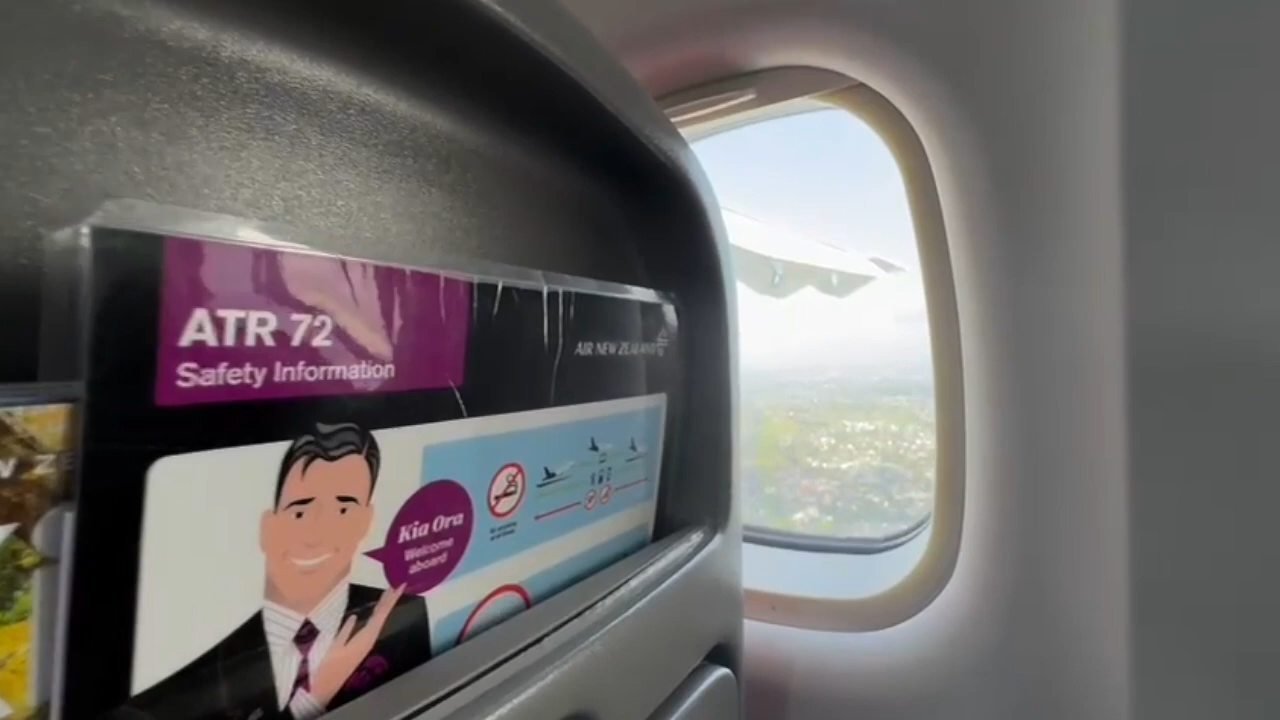 ATR 72
Safety Information
AIR NEW ZEALAND
Kia Ora
Welcome
aboard